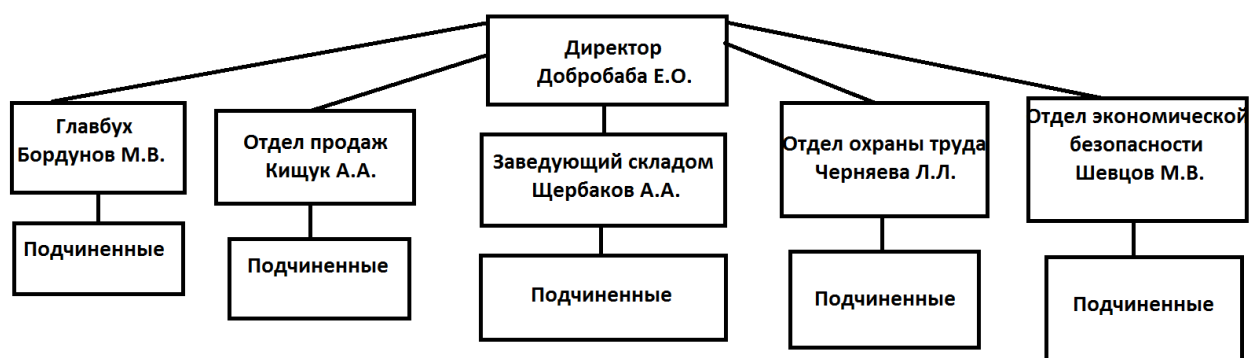 Директор
Добробаба Е.О.
Главбух
Бордунов М.В.
Отдел продаж
Кищук А.А.
Заведующий складом
Щербаков А.А.
Отдел охраны труда
Черняева Л.Л.
Отдел экономической
безопасности
Шевцов М.В.
Подчиненные
Подчиненные
Подчиненные
Подчиненные
Подчиненные